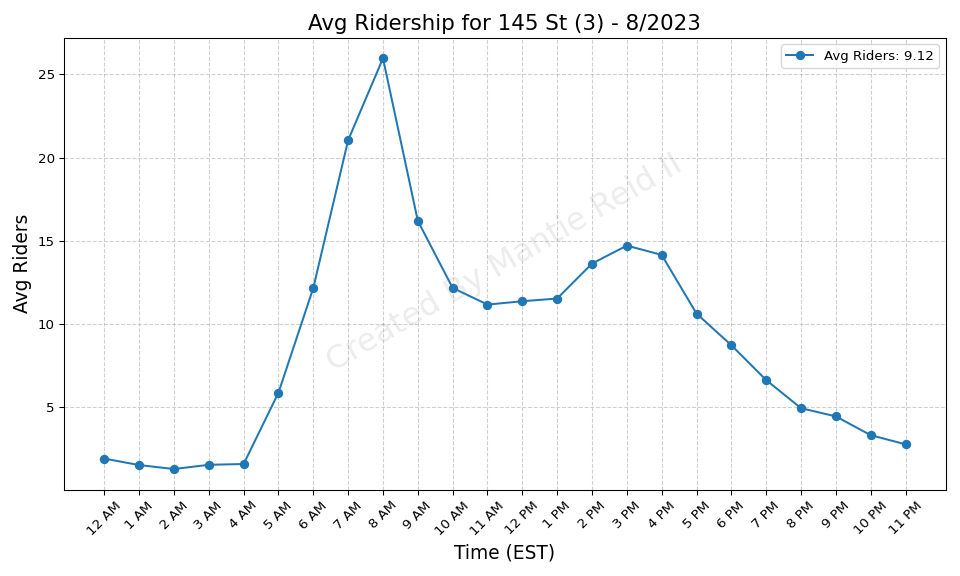 Avg Ridership for 145 St (3) - 8/2023
Avg Riders: 9.12
25
20
15
10
5
Avg Riders
Created By Mantie Reid II
12 AM
1 AM
2 AM
3 AM
4 AM
5 AM
6 AM
7 AM
8 AM
9 AM
10 AM
11 AM
12 PM
1 PM
2 PM
3 PM
4 PM
5 PM
6 PM
7 PM
8 PM
9 PM
10 PM
11 PM
Time (EST)